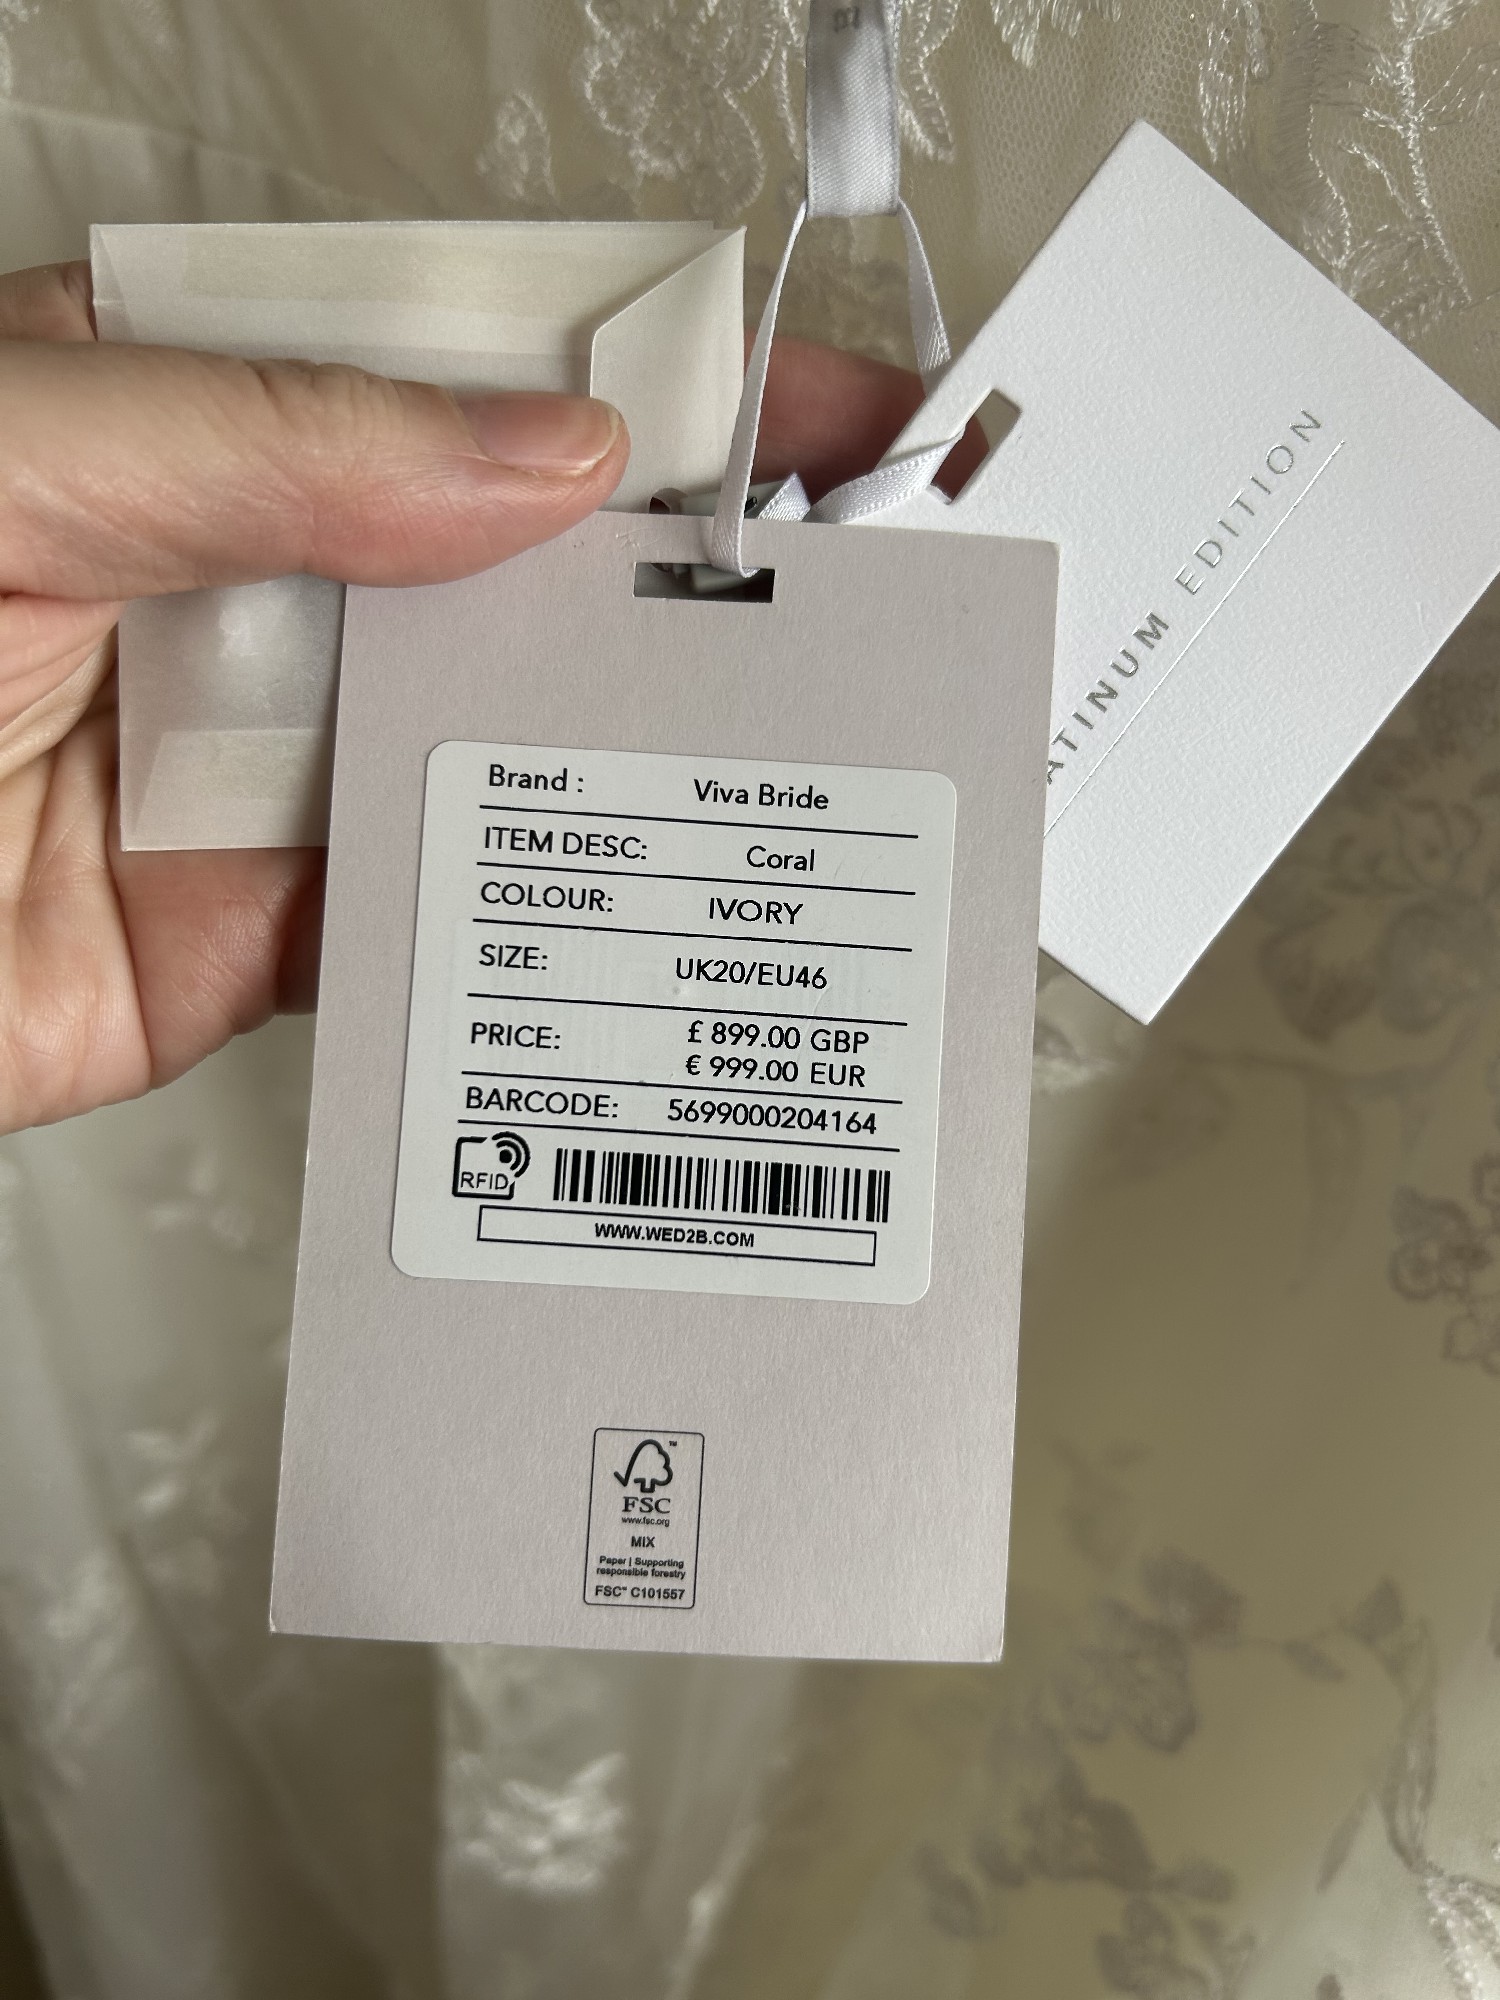 ATINUM EDITION
Brand : Viva Bride
ITEM DESC: Coral
COLOUR: IVORY
SIZE: UK20/EU46
PRICE: £ 899.00 GBP
€ 999.00 EUR
BARCODE: 5699000204164
RFID
WWW.WED2B.COM
FSC
www.fsc.org
MIX
Paper | Supporting
responsible forestry
FSC™ C101557